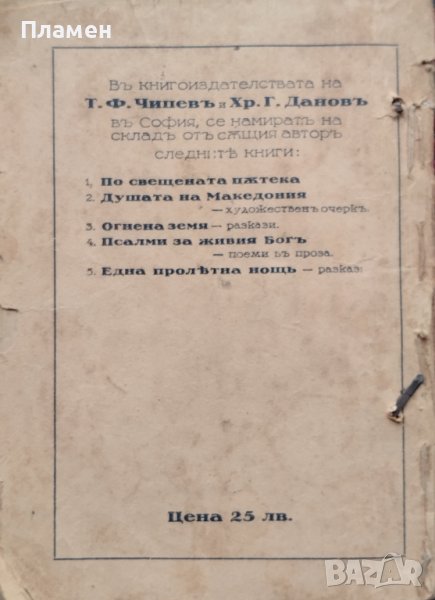 Пламен
Въ книгоиздателствата на
Т. Ф. Чипевъ и Хр. Г. Дановъ
въ София, се намиратъ на
складъ отъ сѫщия авторъ
следнитѣ книги:
1, По свещената пѫтека
2. Душата на Македония
— художественъ очеркъ.
3. Огнена земя — разкази.
4. Псалми за живия Богъ
— поеми въ проза.
5. Една пролѣтна нощь — разказ:
Цена 25 лв.
BAZAR